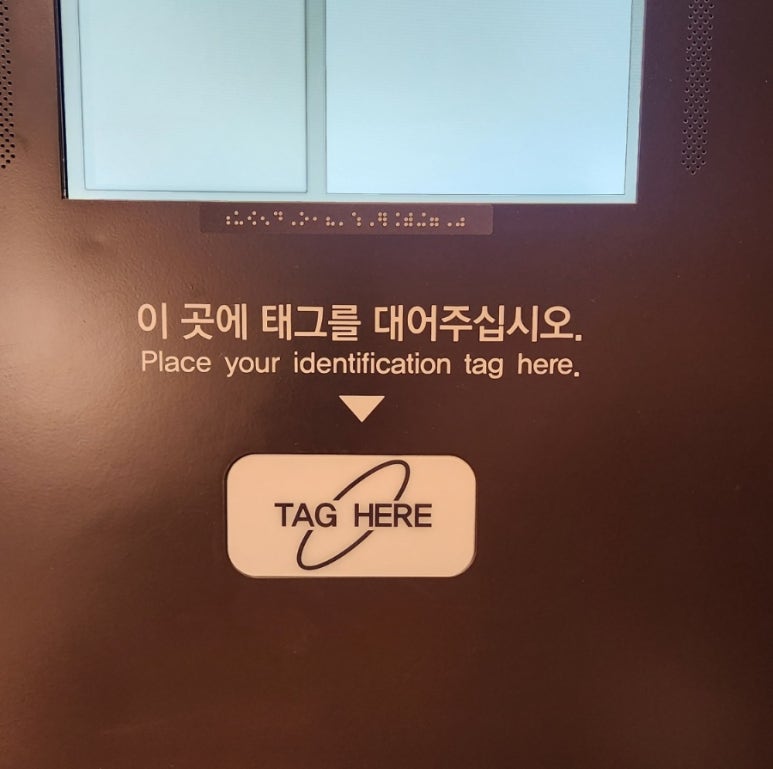 이 곳에 태그를 대어주십시오.
Place your identification tag here.
TAG HERE